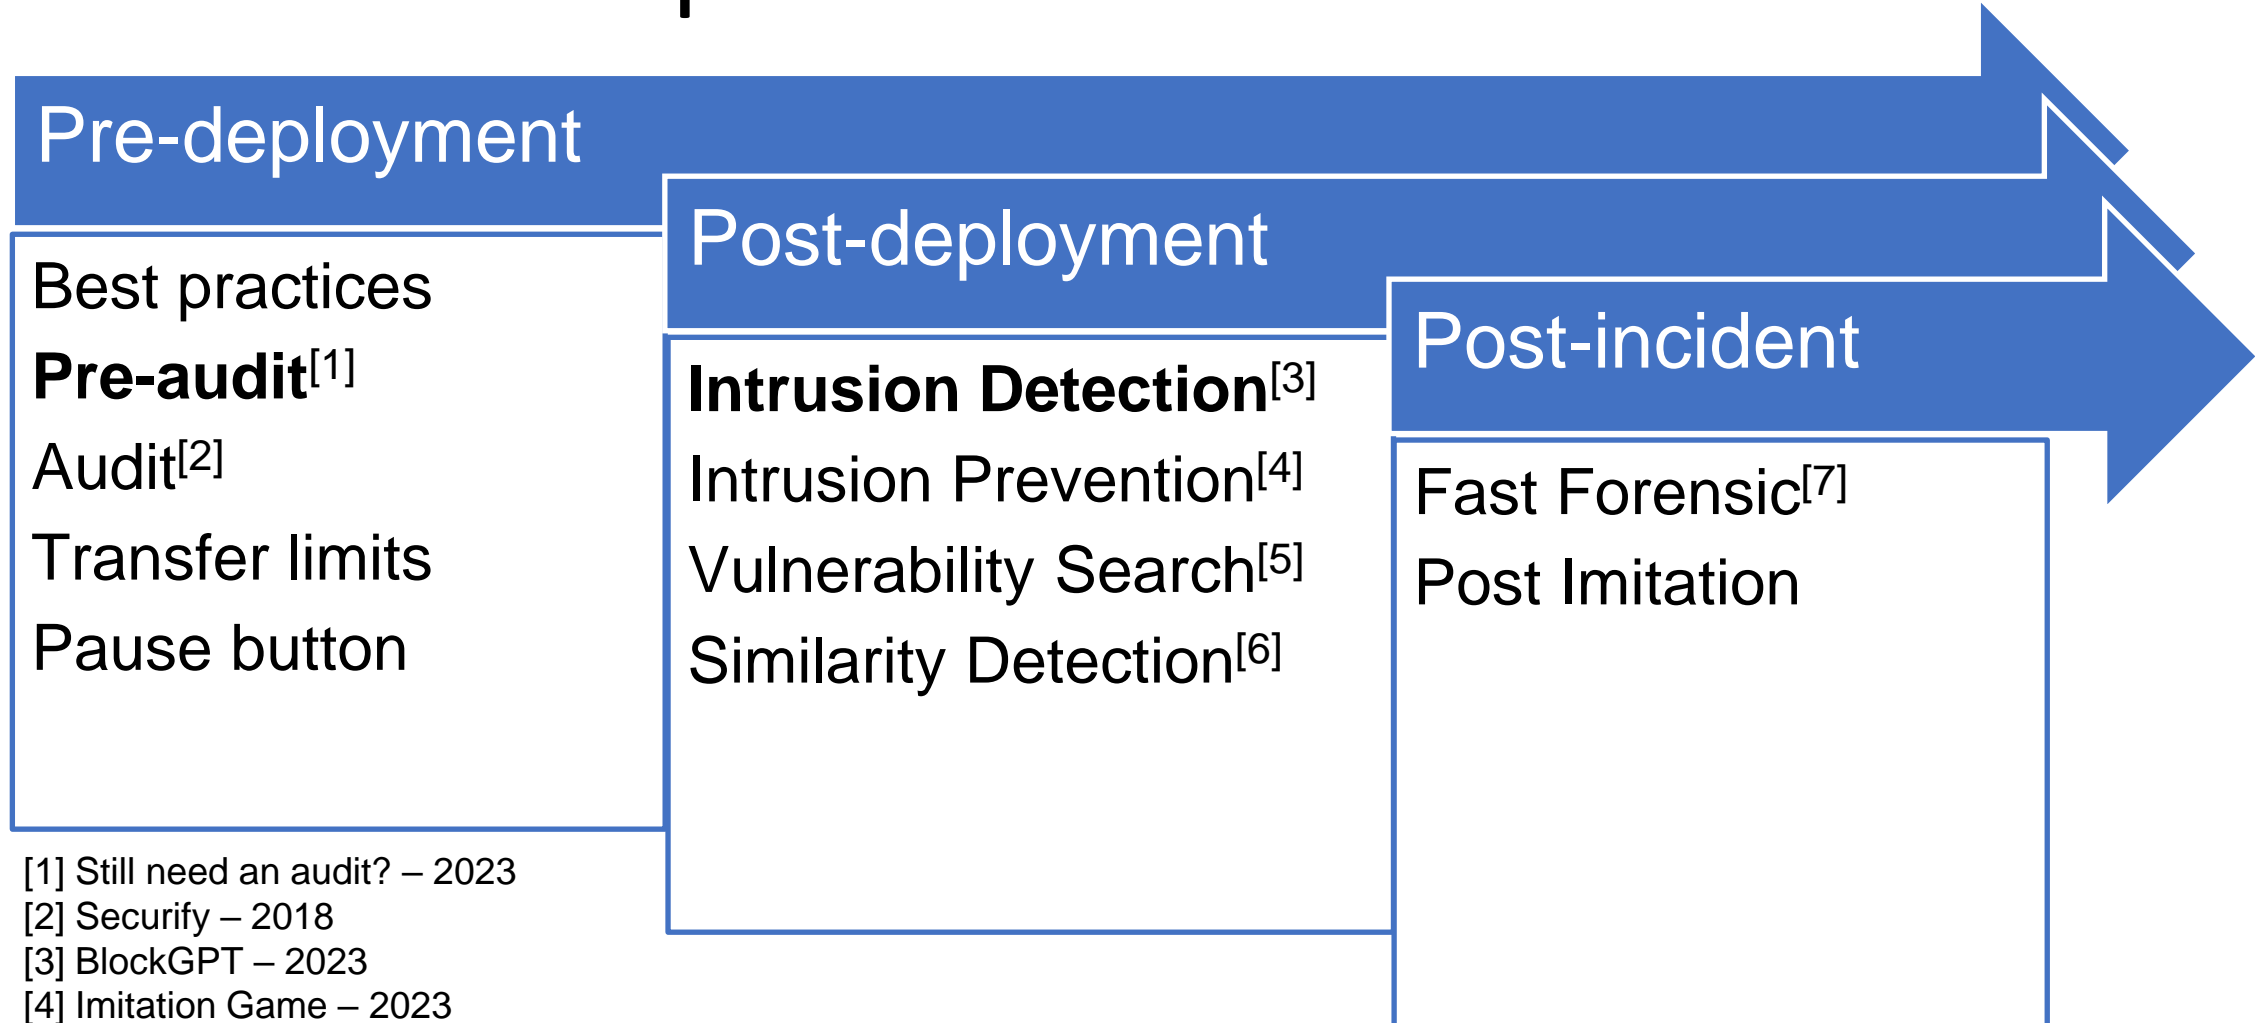 Pre-deployment
Best practices
Pre-audit[1]
Audit[2]
Transfer limits
Pause button
Post-deployment
Intrusion Detection[3]
Intrusion Prevention[4]
Vulnerability Search[5]
Similarity Detection[6]
Post-incident
Fast Forensic[7]
Post Imitation
[1] Still need an audit? – 2023
[2] Securify – 2018
[3] BlockGPT – 2023
[4] Imitation Game – 2023